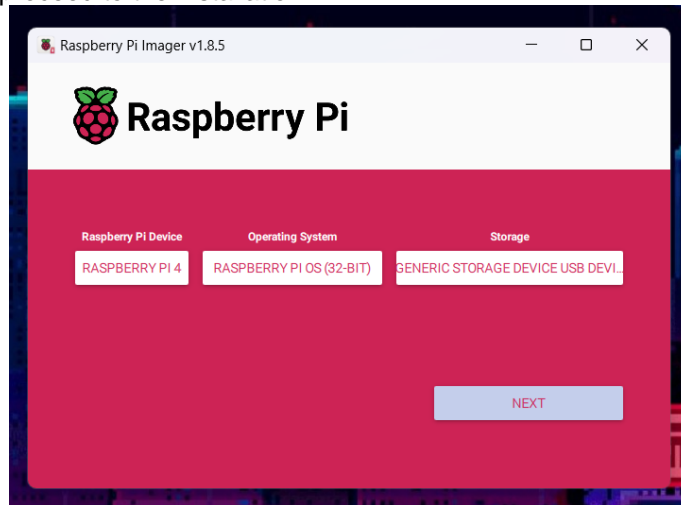 Raspberry Pi Imager v1.8.5
Raspberry Pi
Raspberry Pi Device
Operating System
Storage
RASPBERRY PI 4
RASPBERRY PI OS (32-BIT)
GENERIC STORAGE DEVICE USB DEVI...
NEXT